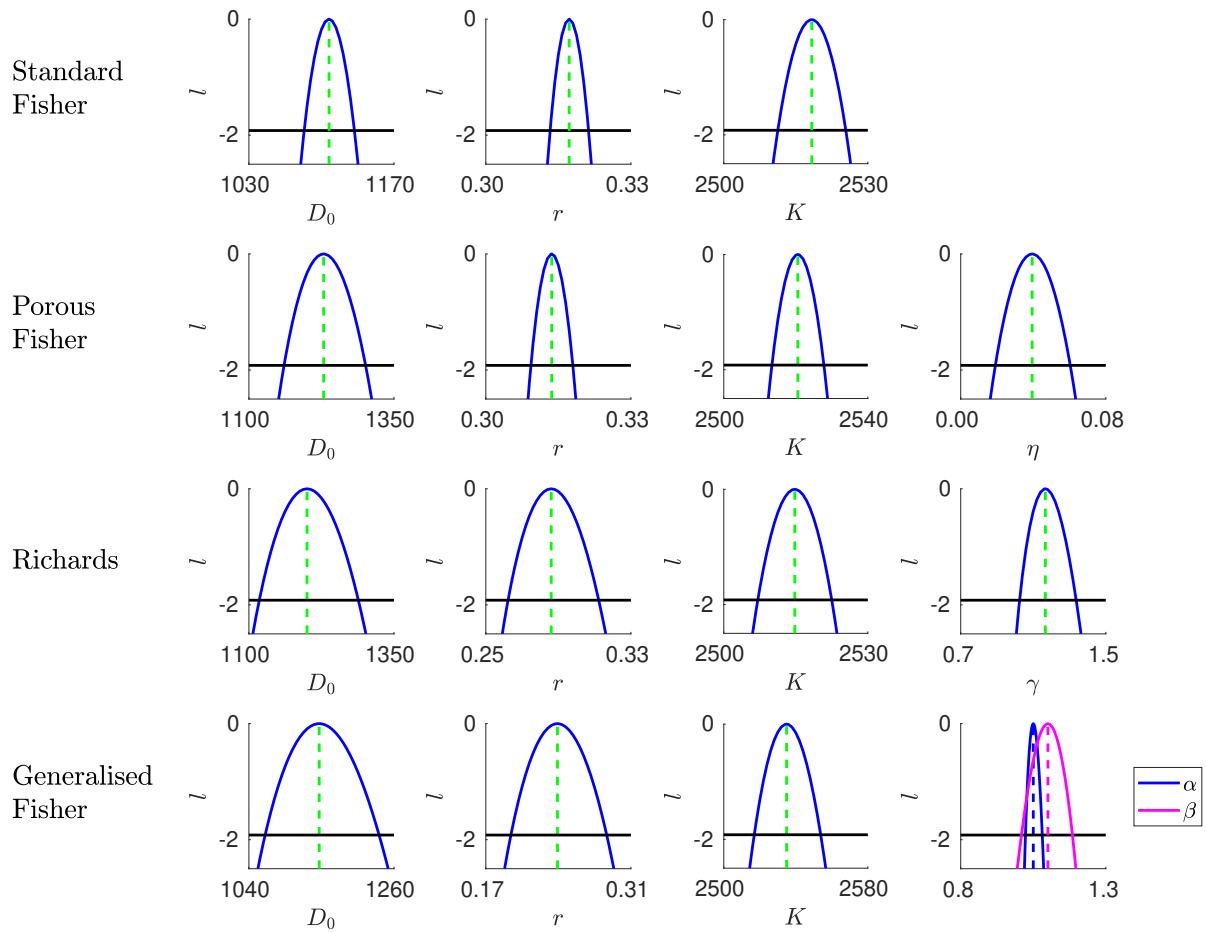 Standard
Fisher
l
0
-2
1030
1170
D0
l
0
-2
0.30
0.33
r
l
0
-2
2500
2530
K
Porous
Fisher
l
0
-2
1100
1350
D0
l
0
-2
0.30
0.33
r
l
0
-2
2500
2540
K
l
0
-2
0.00
0.08
η
Richards
l
0
-2
1100
1350
D0
l
0
-2
0.25
0.33
r
l
0
-2
2500
2530
K
l
0
-2
0.7
1.5
γ
Generalised
Fisher
l
0
-2
1040
1260
D0
l
0
-2
0.17
0.31
r
l
0
-2
2500
2580
K
l
0
-2
0.8
1.3
α
β